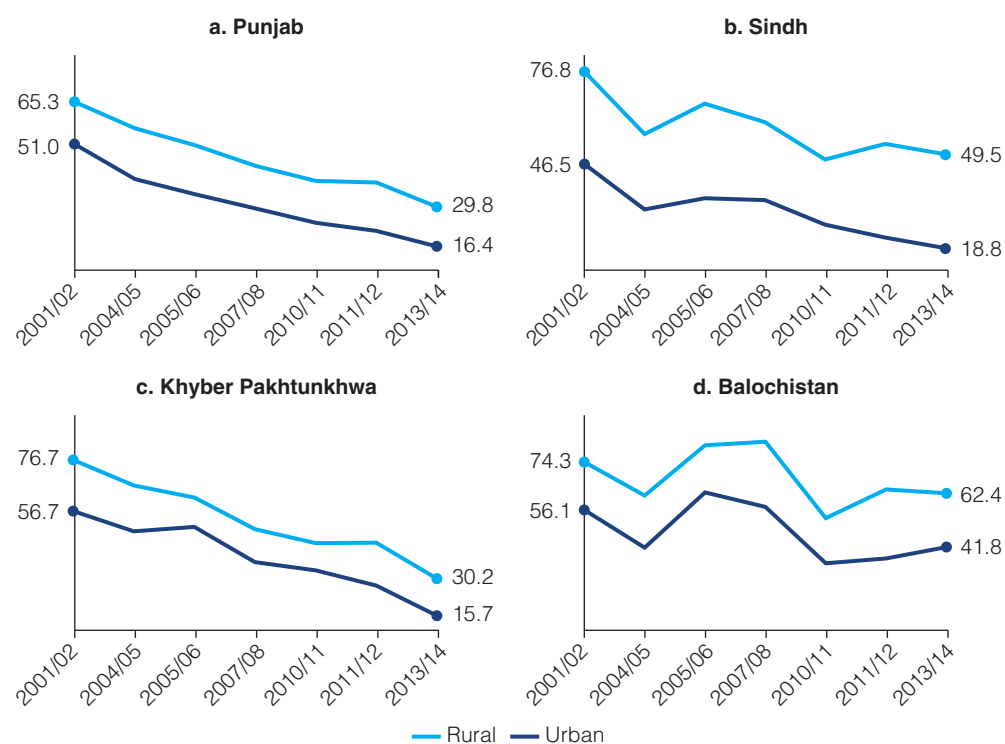 a. Punjab
65.3
51.0
29.8
16.4
2001/02 2004/05 2005/06 2007/08 2010/11 2011/12 2013/14
b. Sindh
76.8
46.5
49.5
18.8
2001/02 2004/05 2005/06 2007/08 2010/11 2011/12 2013/14
c. Khyber Pakhtunkhwa
76.7
56.7
30.2
15.7
2001/02 2004/05 2005/06 2007/08 2010/11 2011/12 2013/14
d. Balochistan
74.3
56.1
62.4
41.8
2001/02 2004/05 2005/06 2007/08 2010/11 2011/12 2013/14
Rural Urban